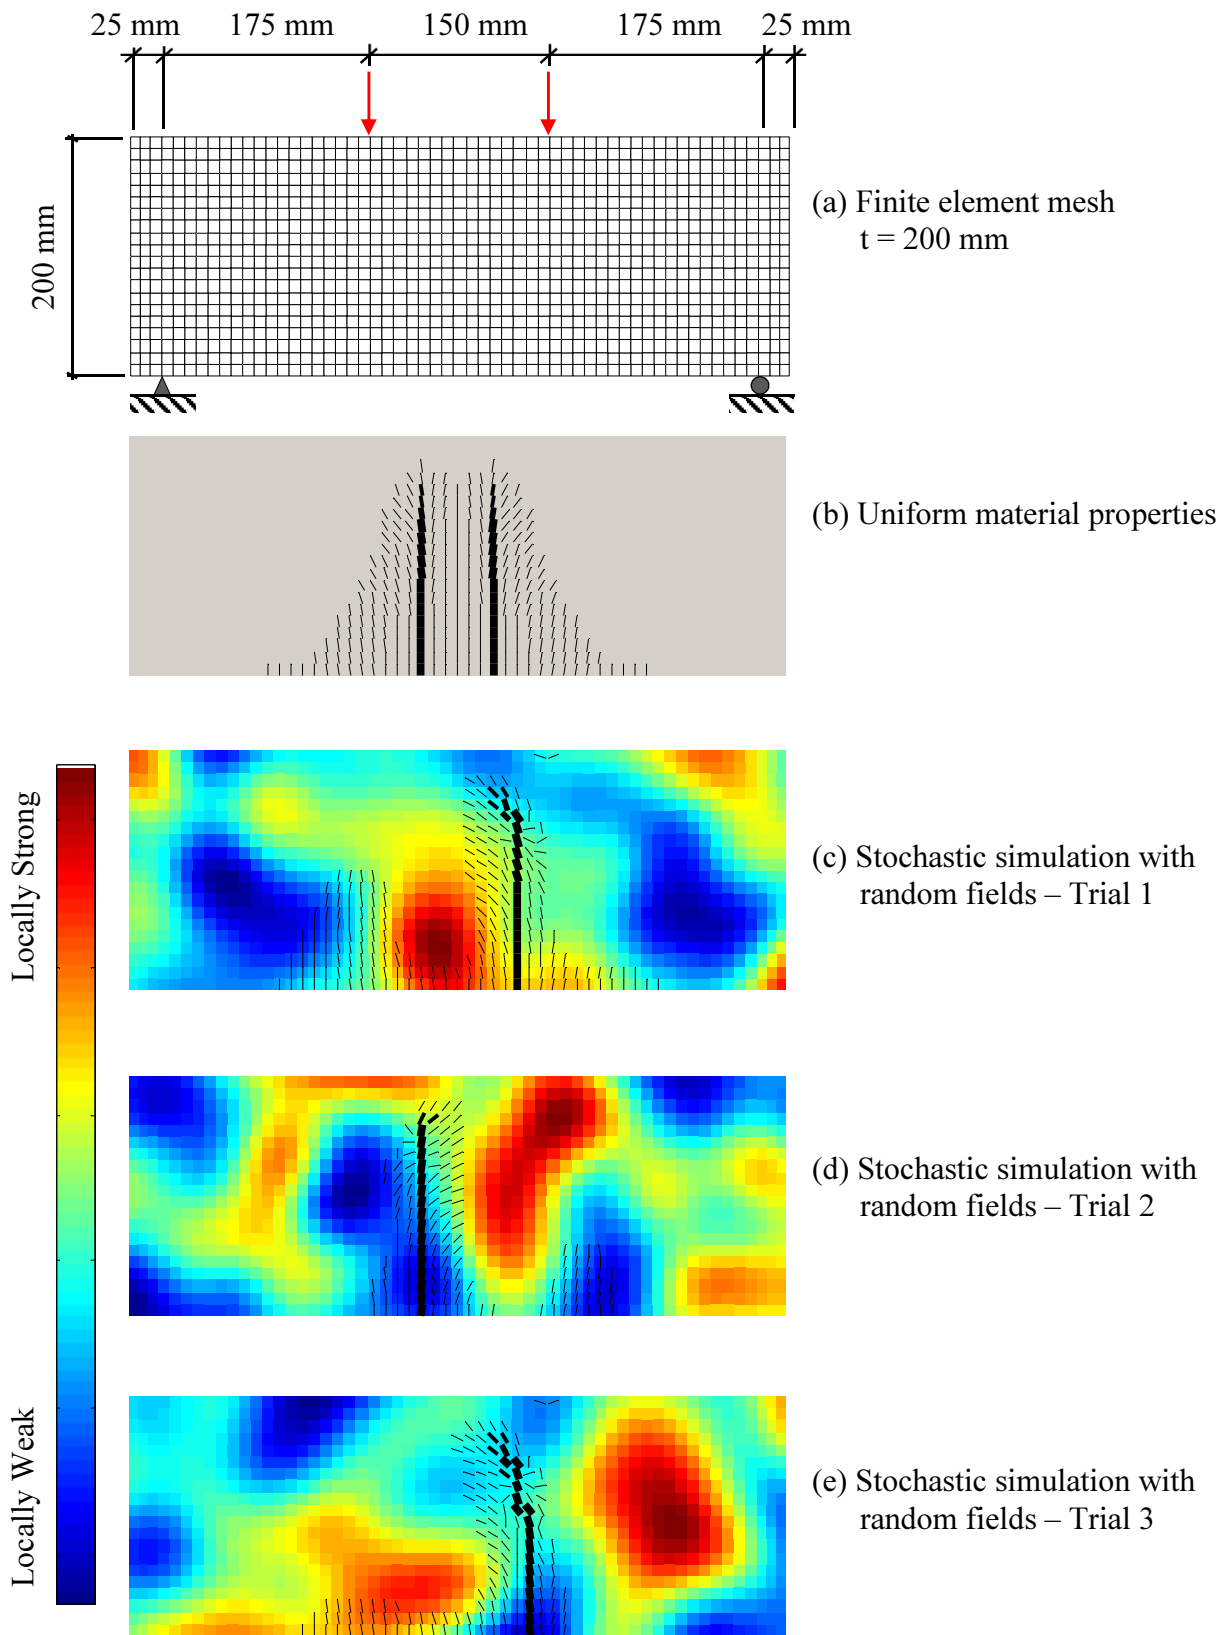 25 mm 175 mm 150 mm 175 mm 25 mm
200 mm
(a) Finite element mesh
t = 200 mm
(b) Uniform material properties
Locally Strong
Locally Weak
(c) Stochastic simulation with
random fields – Trial 1
(d) Stochastic simulation with
random fields – Trial 2
(e) Stochastic simulation with
random fields – Trial 3